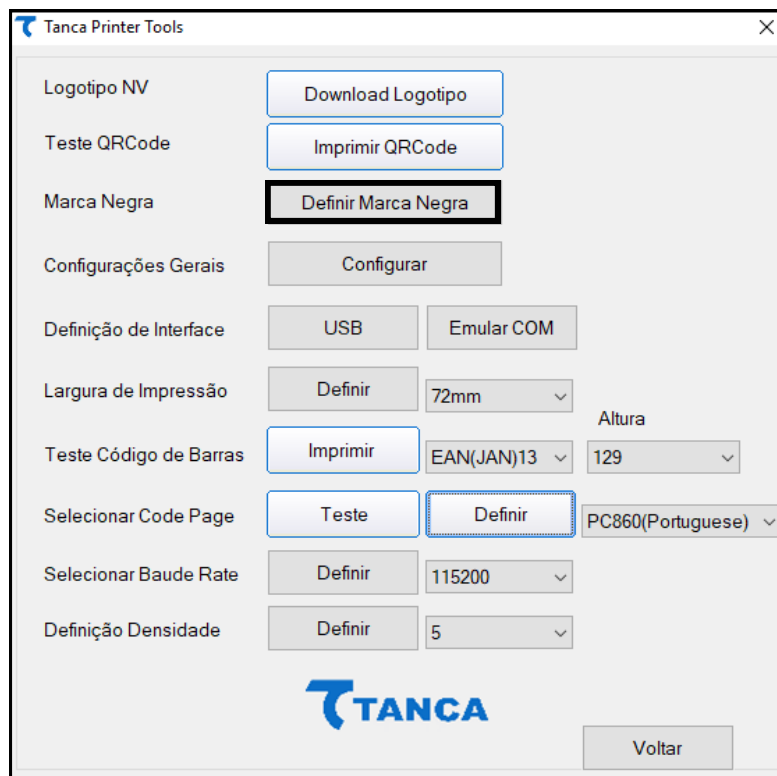 Tanca Printer Tools
Logotipo NV Download Logotipo
Teste QRCode Imprimir QRCode
Marca Negra Definir Marca Negra
Configurações Gerais Configurar
Definição de Interface USB Emular COM
Largura de Impressão Definir 72mm
Altura
Teste Código de Barras Imprimir EAN(JAN)13 129
Selecionar Code Page Teste Definir PC860(Portuguese)
Selecionar Baude Rate Definir 115200
Definição Densidade Definir 5
TANCA
Voltar